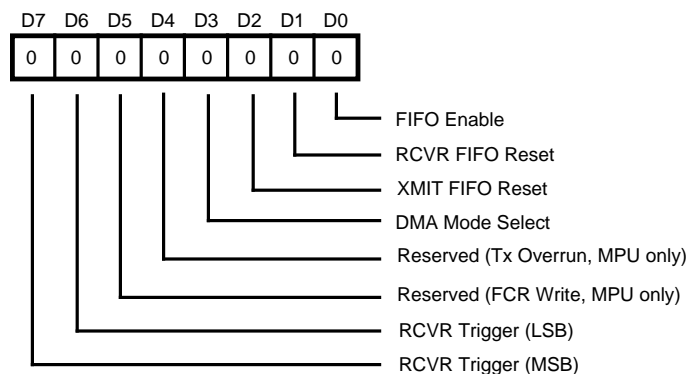 D7 D6 D5 D4 D3 D2 D1 D0
0 0 0 0 0 0 0 0
FIFO Enable
RCVR FIFO Reset
XMIT FIFO Reset
DMA Mode Select
Reserved (Tx Overrun, MPU only)
Reserved (FCR Write, MPU only)
RCVR Trigger (LSB)
RCVR Trigger (MSB)